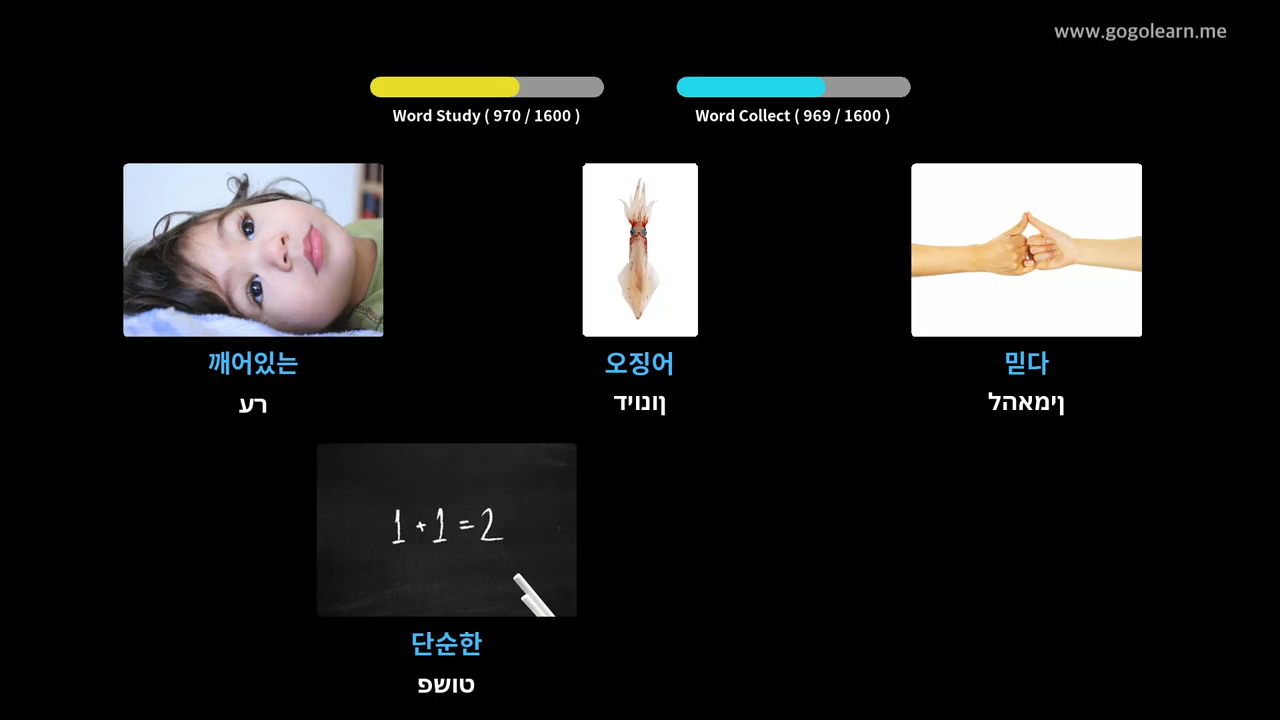 www.gogolearn.me
Word Study ( 970 / 1600 )
Word Collect ( 969 / 1600 )
깨어있는
오징어
믿다
ער
דיונון
להאמין
1 + 1 = 2
단순한
פשוט